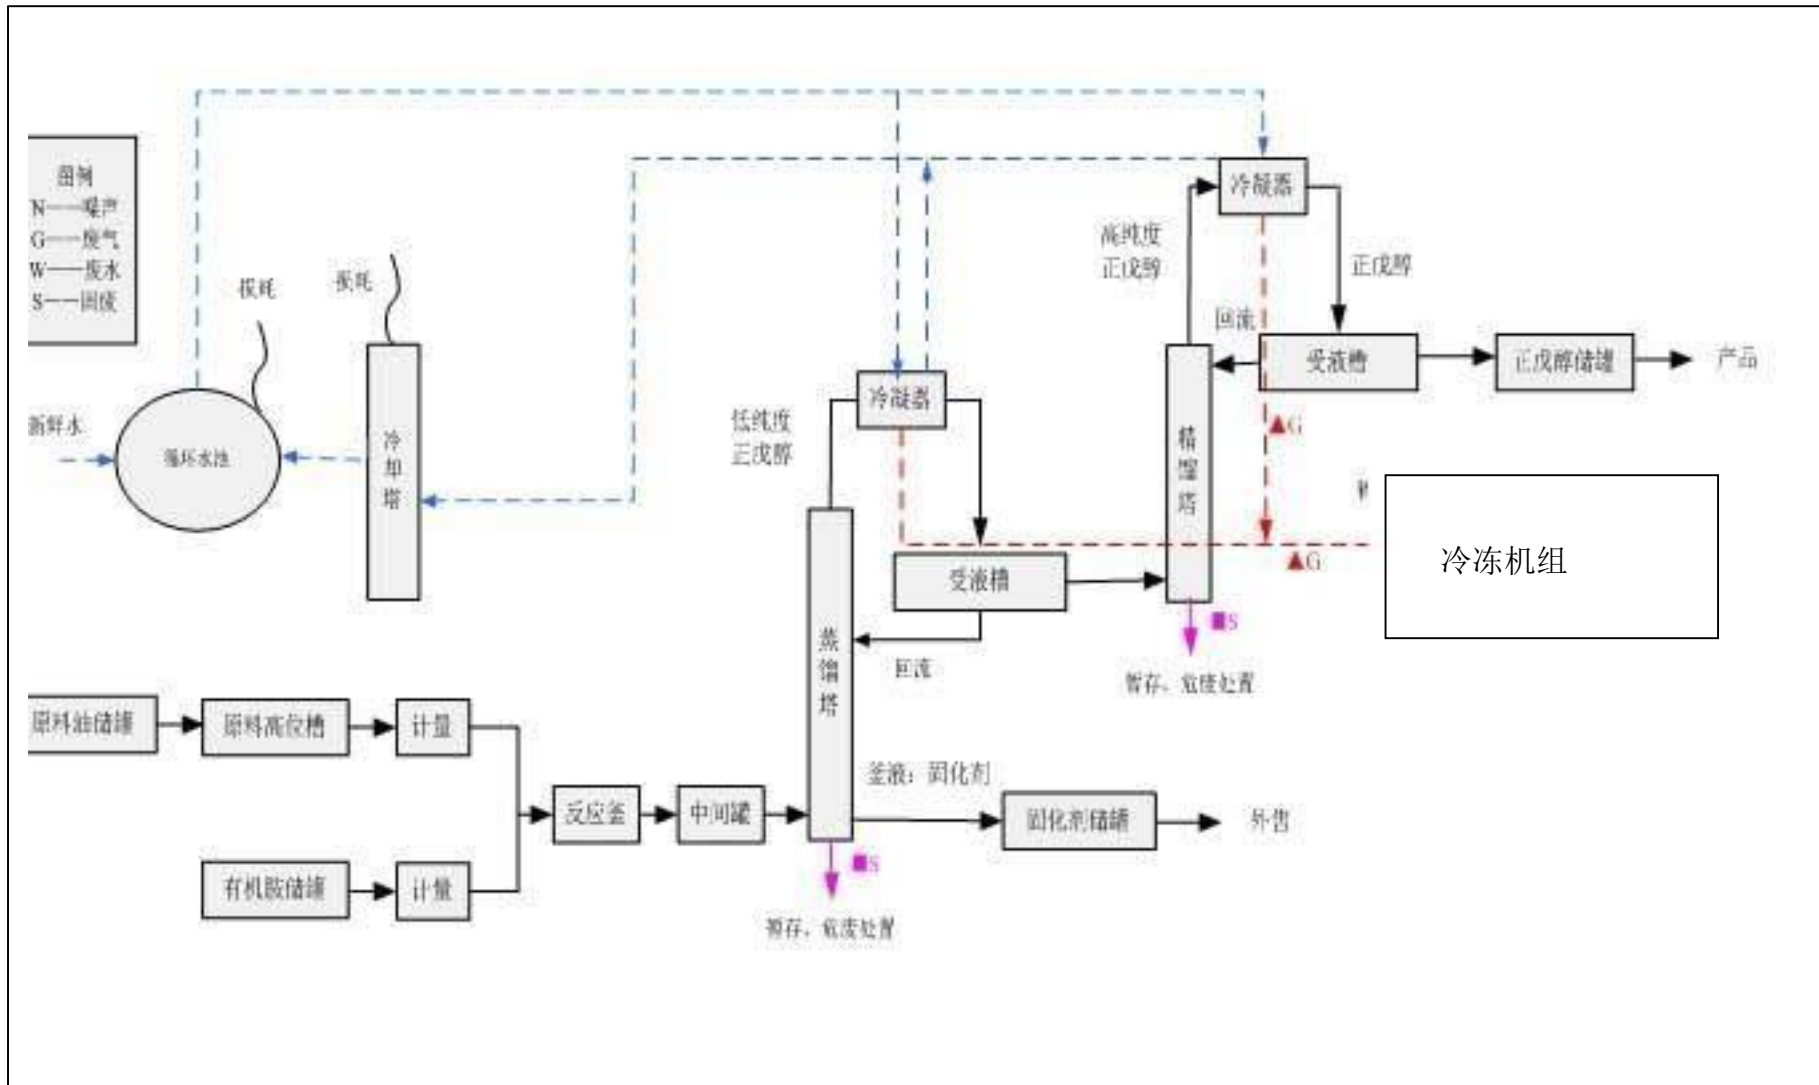 图例
N——噪声
G——废气
W——废水
S——固废
损耗
损耗
新鲜水
循环水池
冷却塔
冷凝器
高纯度
正戊醇
正戊醇
回流
受液槽
正戊醇储罐
产品
冷凝器
低纯度
正戊醇
精馏塔
▲G
▲G
冷冻机组
受液槽
■S
暂存,危废处置
蒸馏塔
回流
原料油储罐
原料高位槽
计量
釜液:固化剂
反应釜
中间罐
固化剂储罐
外售
有机胺储罐
计量
■S
暂存,危废处置